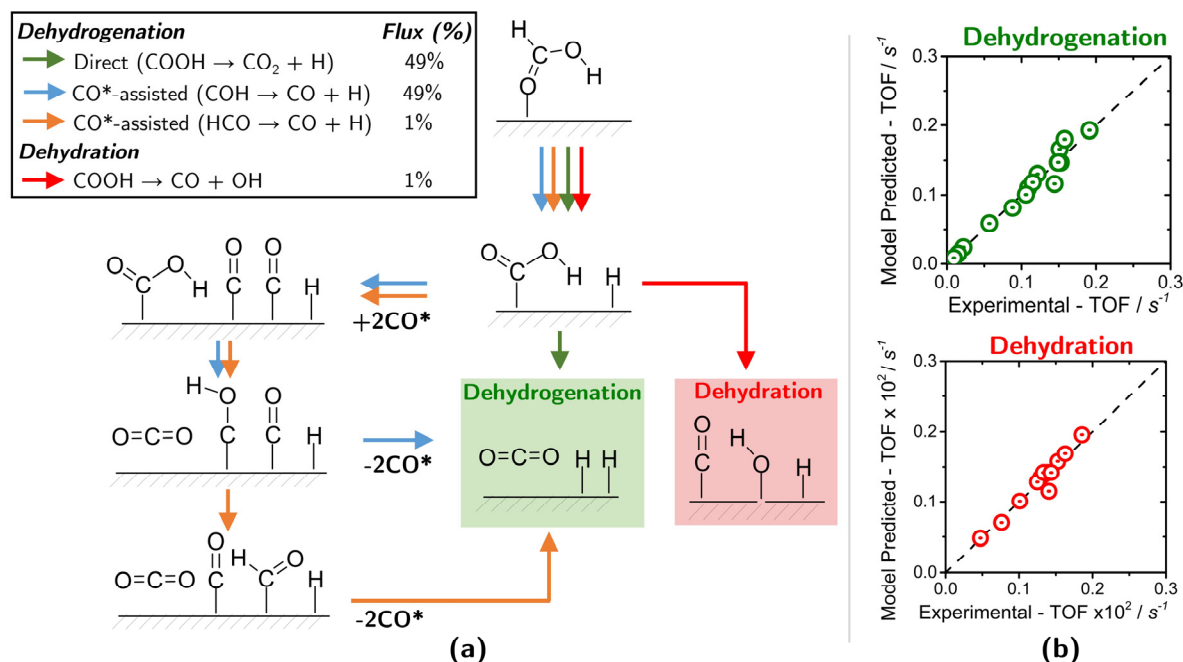 Dehydrogenation Flux (%)
Direct (COOH → CO₂ + H) 49%
CO*-assisted (COH → CO + H) 49%
CO*-assisted (HCO → CO + H) 1%
Dehydration
COOH → CO + OH 1%
H O
C H
O
O O O
C O H C C H
+2CO*
O O H
C H
H O O
O=C=O C C H
-2CO*
Dehydrogenation
O=C=O H H
Dehydration
O H
C O H
O H O
O=C=O C C H
-2CO*
(a)
Dehydrogenation
Model Predicted - TOF / s⁻¹
0.3
0.2
0.1
0.0
0.0 0.1 0.2 0.3
Experimental - TOF / s⁻¹
Dehydration
Model Predicted - TOF x 10² / s⁻¹
0.3
0.2
0.1
0.0
0.0 0.1 0.2 0.3
Experimental - TOF x10² / s⁻¹
(b)